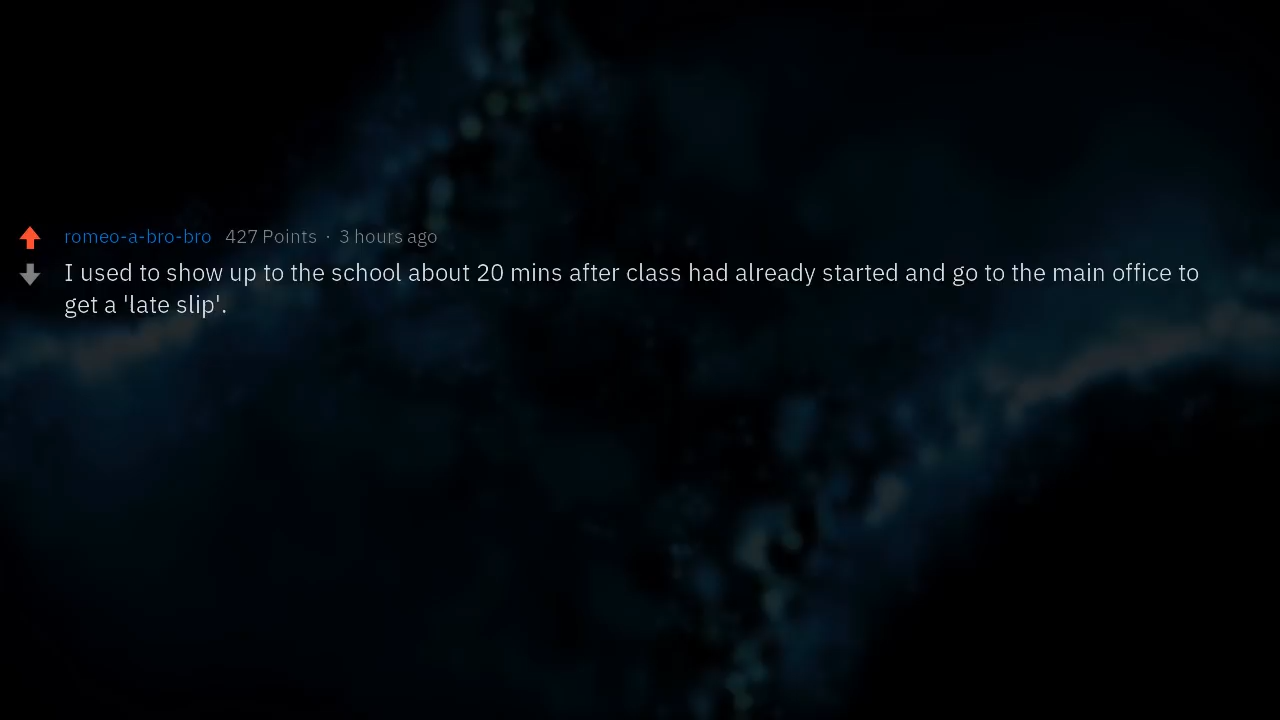 romeo-a-bro-bro 427 Points · 3 hours ago
I used to show up to the school about 20 mins after class had already started and go to the main office to
get a 'late slip'.